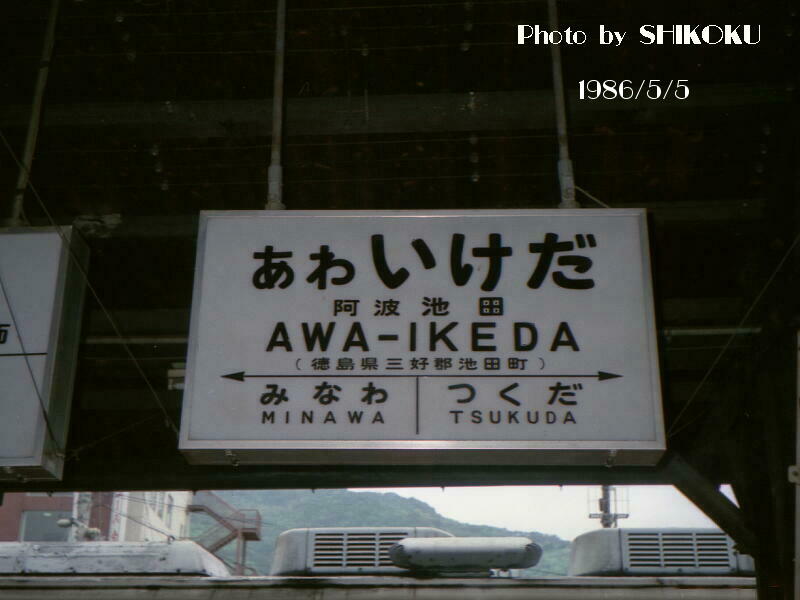 Photo by SHIKOKU
1986/5/5
あわいけだ
阿波池田
AWA-IKEDA
(徳島県三好郡池田町)
みなわ つくだ
MINAWA TSUKUDA